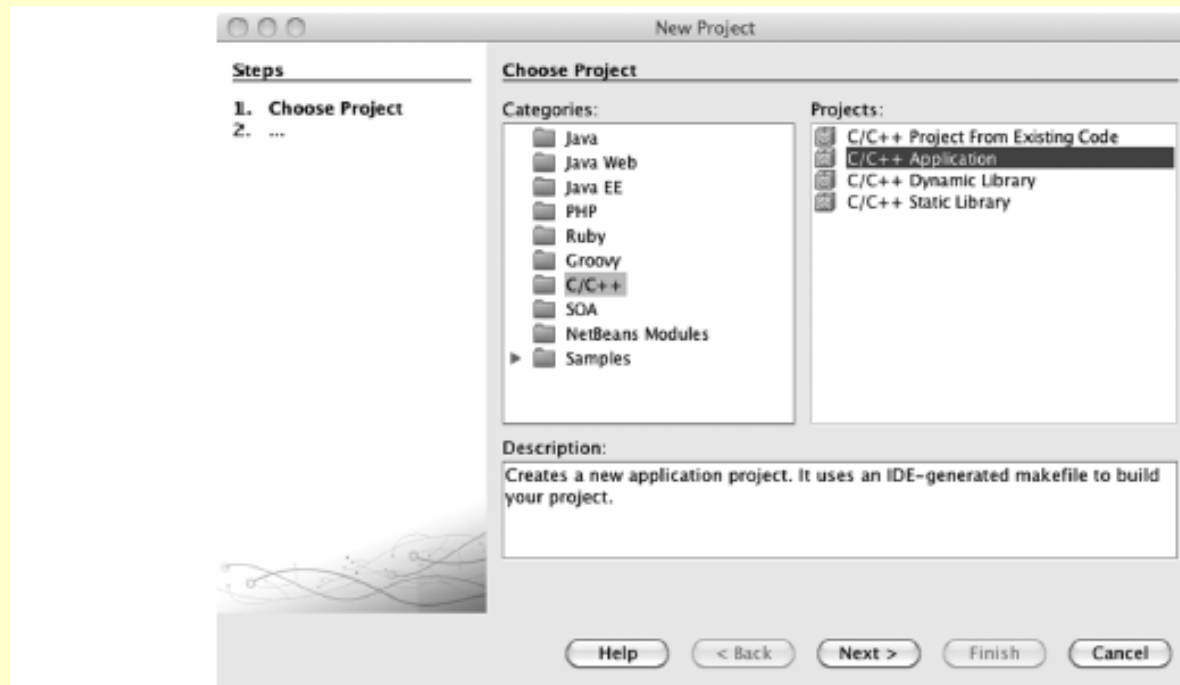 New Project
Steps
1. Choose Project
2. ...
Choose Project
Categories:
Java
Java Web
Java EE
PHP
Ruby
Groovy
C/C++
SOA
NetBeans Modules
Samples
Projects:
C/C++ Project From Existing Code
C/C++ Application
C/C++ Dynamic Library
C/C++ Static Library
Description:
Creates a new application project. It uses an IDE-generated makefile to build
your project.
Help
< Back
Next >
Finish
Cancel